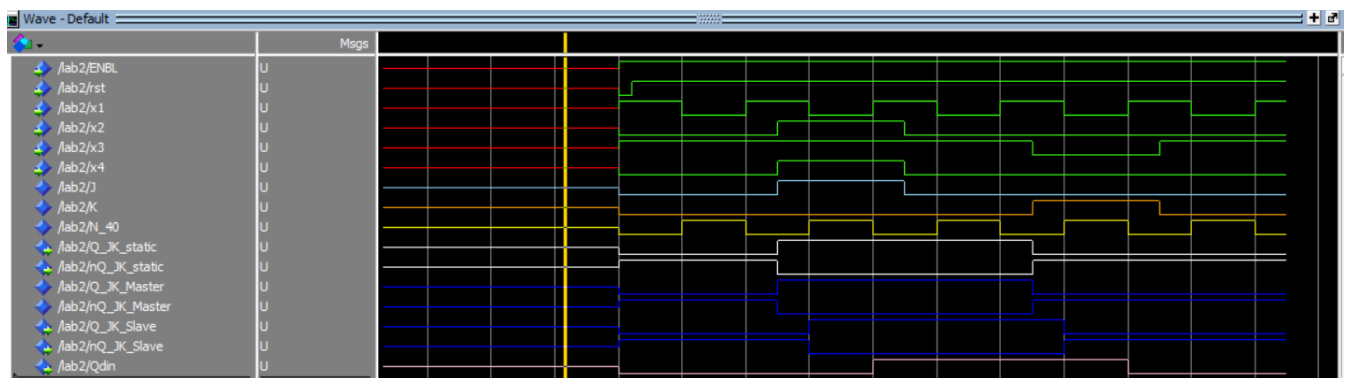 Wave - Default
Msgs
/lab2/ENBL U
/lab2/rst U
/lab2/x1 U
/lab2/x2 U
/lab2/x3 U
/lab2/x4 U
/lab2/J U
/lab2/K U
/lab2/N_40 U
/lab2/Q_JK_static U
/lab2/nQ_JK_static U
/lab2/Q_JK_Master U
/lab2/nQ_JK_Master U
/lab2/Q_JK_Slave U
/lab2/nQ_JK_Slave U
/lab2/Qdin U